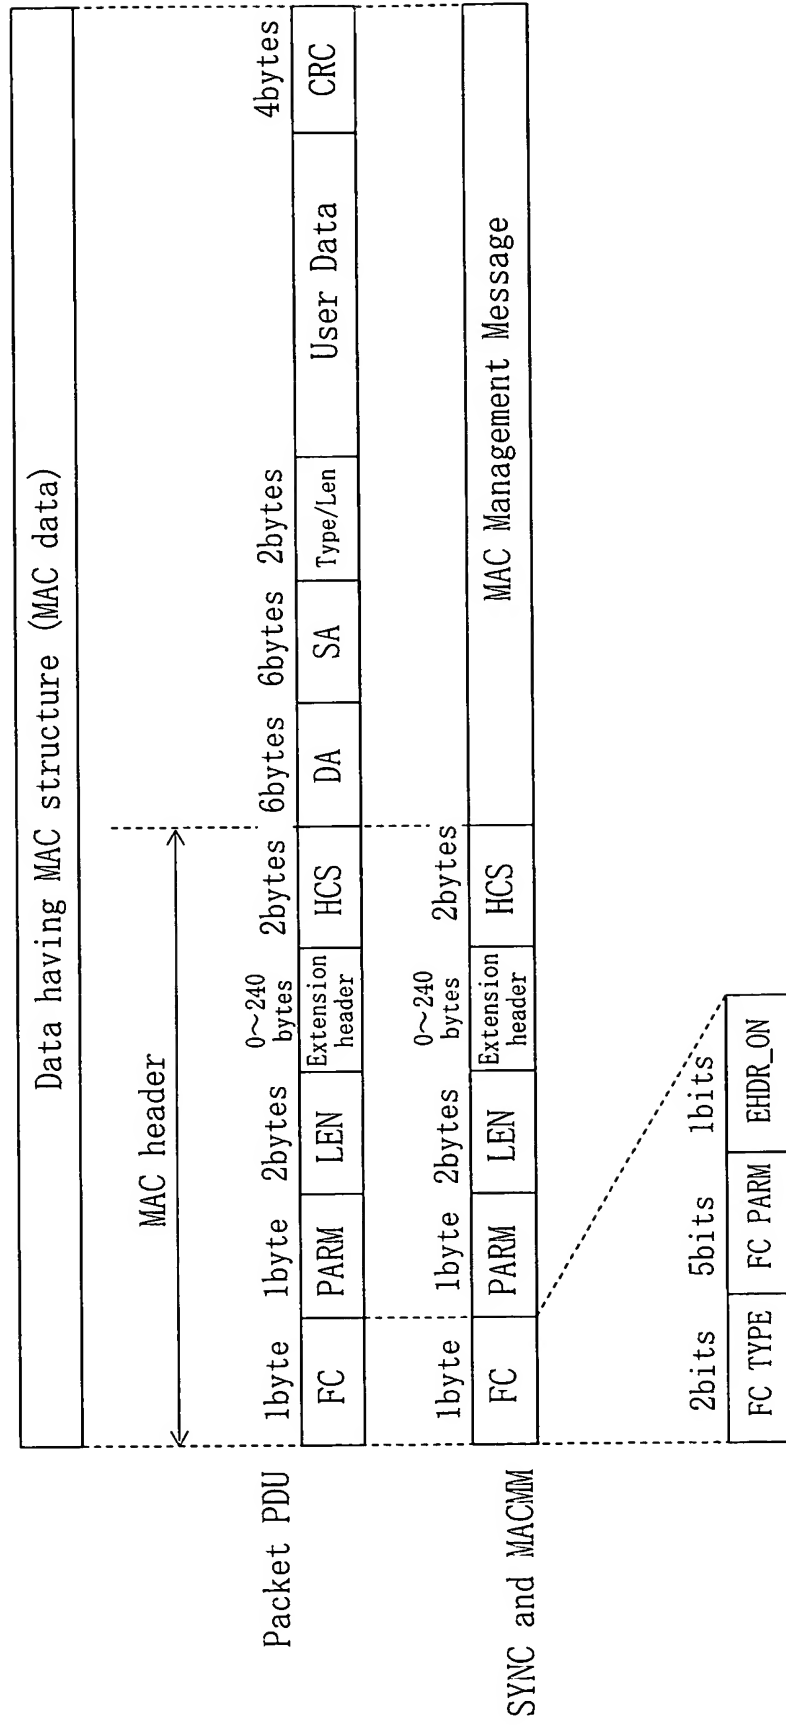 Data having MAC structure (MAC data)
MAC header
Packet PDU
1byte 1byte 2bytes 0~240 bytes 2bytes 6bytes 6bytes 2bytes 4bytes
FC PARM LEN Extension header HCS DA SA Type/Len User Data CRC
SYNC and MACMM
1byte 1byte 2bytes 0~240 bytes 2bytes
FC PARM LEN Extension header HCS MAC Management Message
2bits 5bits 1bits
FC TYPE FC PARM EHDR_ON